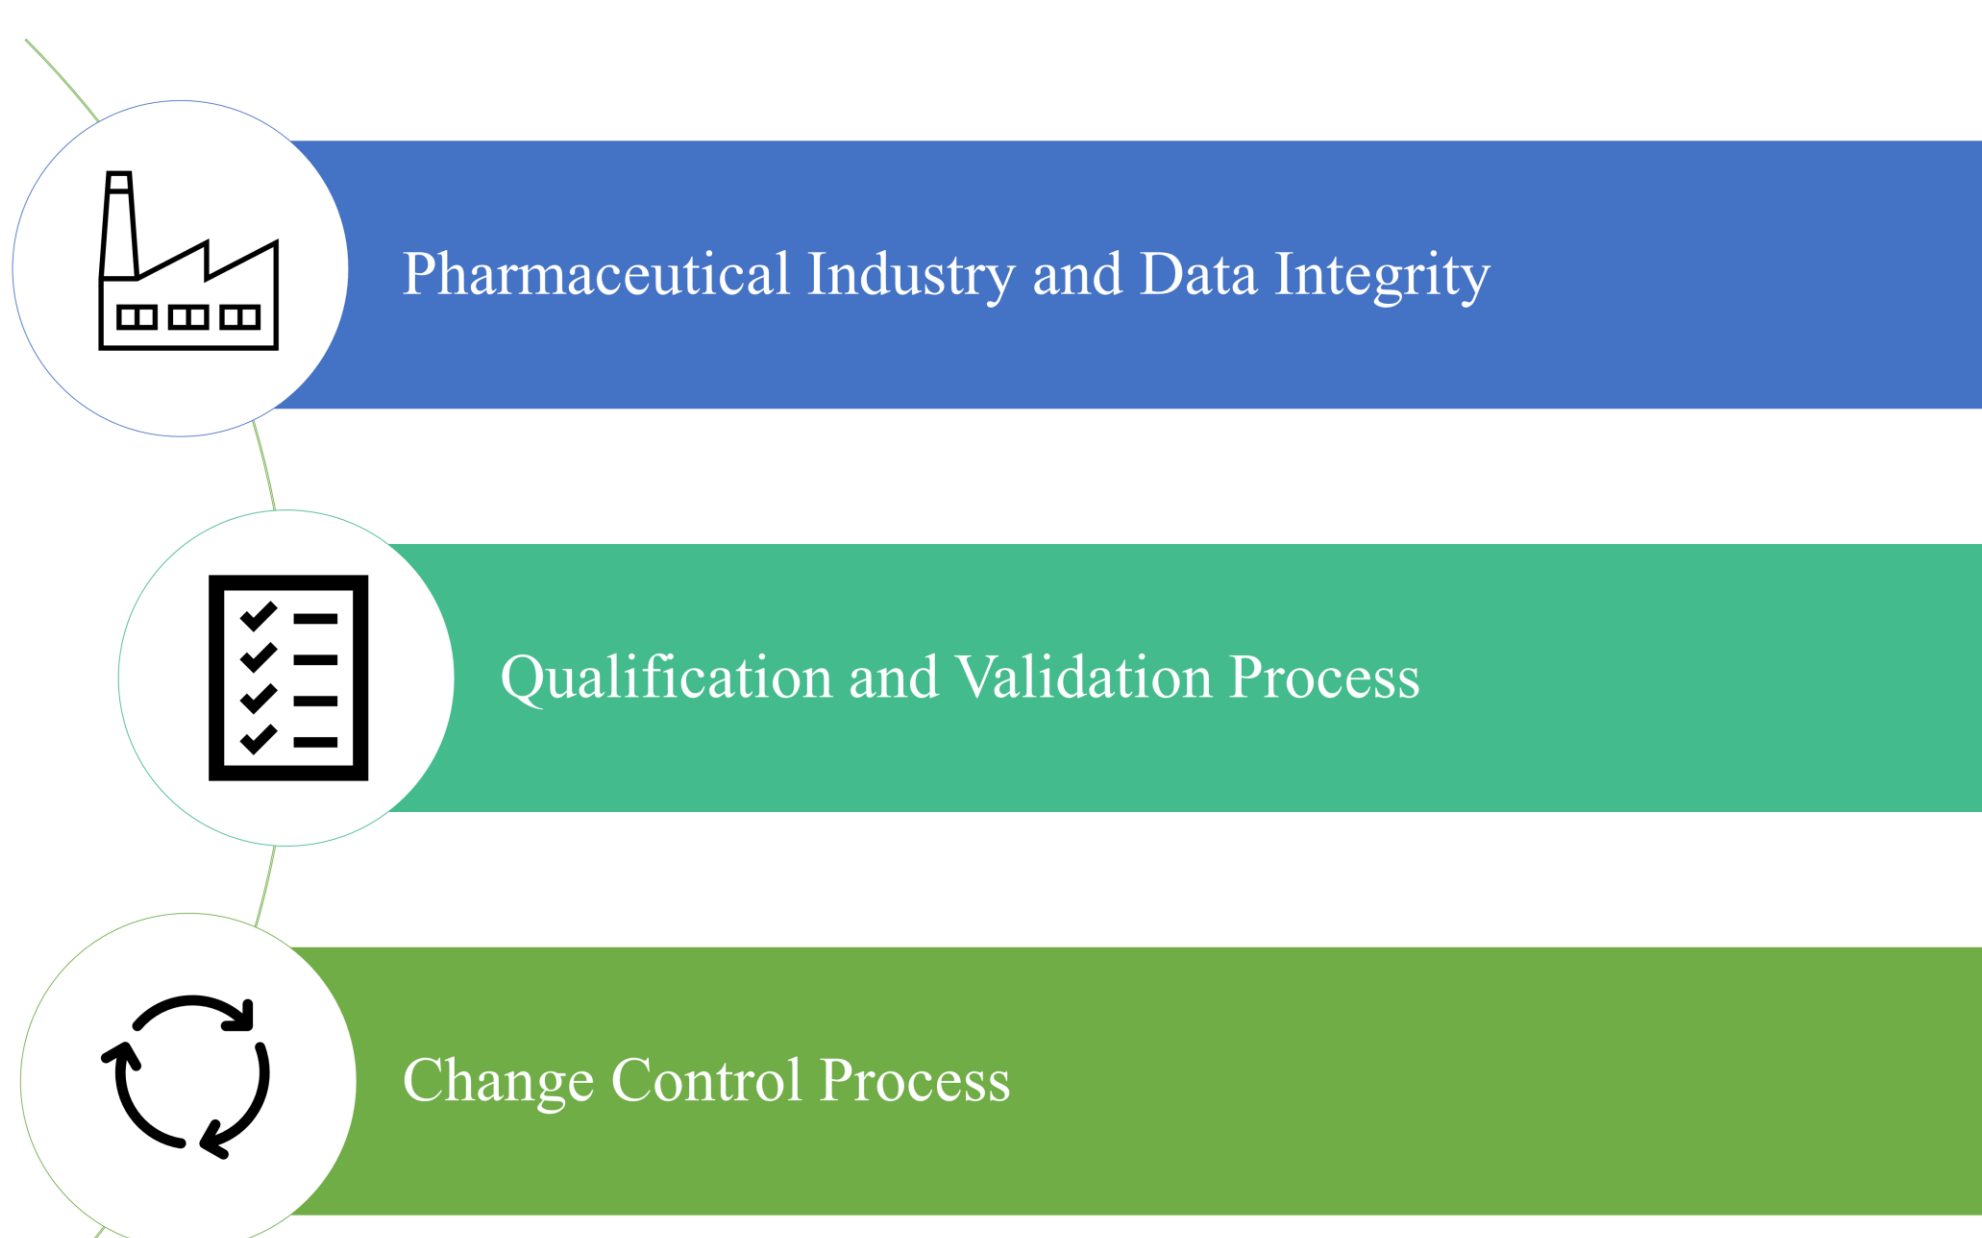 Pharmaceutical Industry and Data Integrity
Qualification and Validation Process
Change Control Process